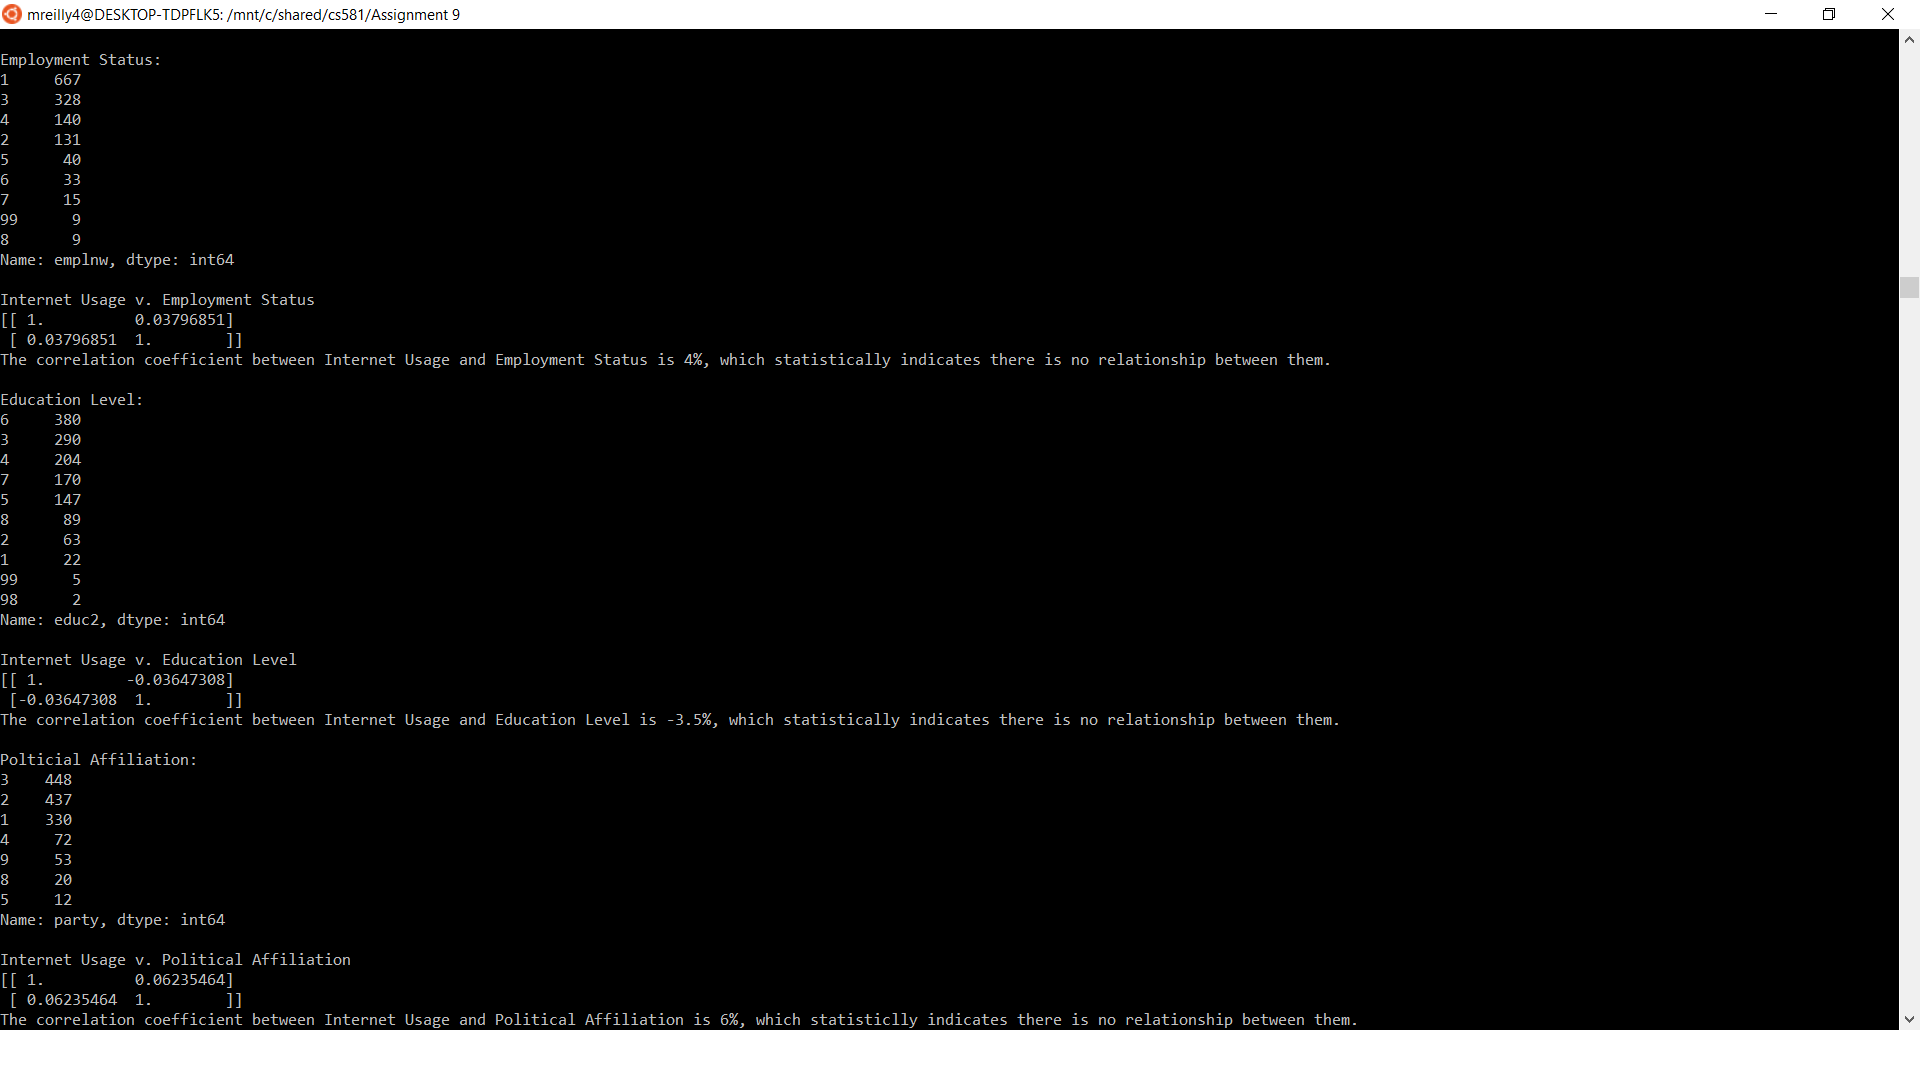 mreilly4@DESKTOP-TDPFLK5: /mnt/c/shared/cs581/Assignment 9
Employment Status:
1     667
3     328
4     140
2     131
5      40
6      33
7      15
99      9
8       9
Name: emplnw, dtype: int64
Internet Usage v. Employment Status
[[ 1.          0.03796851]
 [ 0.03796851  1.        ]]
The correlation coefficient between Internet Usage and Employment Status is 4%, which statistically indicates there is no relationship between them.
Education Level:
6     380
3     290
4     204
7     170
5     147
8      89
2      63
1      22
99      5
98      2
Name: educ2, dtype: int64
Internet Usage v. Education Level
[[ 1.         -0.03647308]
 [-0.03647308  1.        ]]
The correlation coefficient between Internet Usage and Education Level is -3.5%, which statistically indicates there is no relationship between them.
Polticial Affiliation:
3    448
2    437
1    330
4     72
9     53
8     20
5     12
Name: party, dtype: int64
Internet Usage v. Political Affiliation
[[ 1.          0.06235464]
 [ 0.06235464  1.        ]]
The correlation coefficient between Internet Usage and Political Affiliation is 6%, which statisticlly indicates there is no relationship between them.